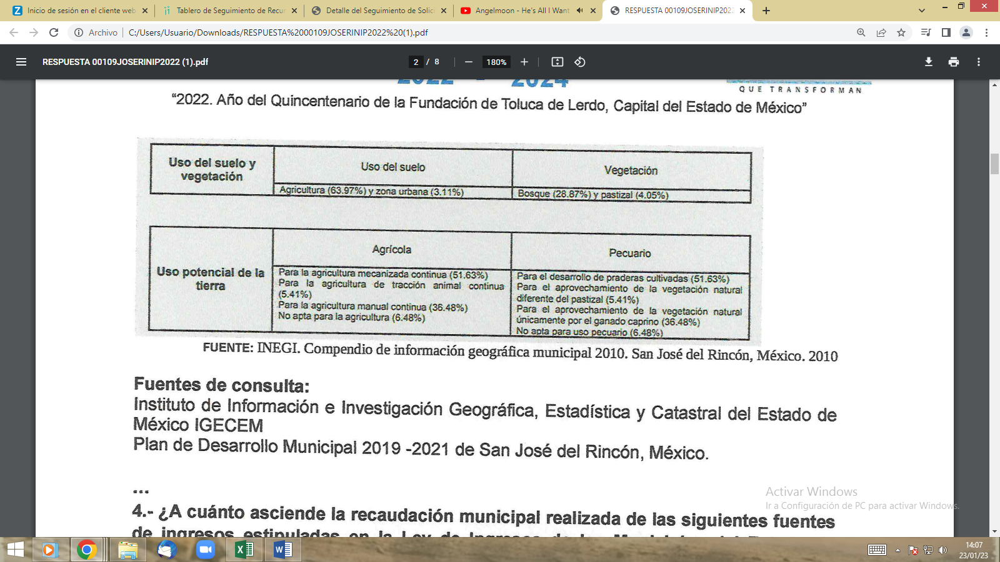 Inicio de sesión en el cliente web
Tablero de Seguimiento de Recur
Detalle del Seguimiento de Solici
Angelmoon - He's All I Want
RESPUESTA 00109JOSERINIP2022
Archivo
C:/Users/Usuario/Downloads/RESPUESTA%2000109JOSERINIP2022%20(1).pdf
RESPUESTA 00109JOSERINIP2022 (1).pdf
2 / 8
180%
2022 - 2024
QUE TRANSFORMAN
“2022. Año del Quincentenario de la Fundación de Toluca de Lerdo, Capital del Estado de México”
Uso del suelo y
vegetación
Uso del suelo
Vegetación
Agricultura (63.97%) y zona urbana (3.11%)
Bosque (28.87%) y pastizal (4.05%)
Uso potencial de la
tierra
Agrícola
Pecuario
Para la agricultura mecanizada continua (51.63%)
Para la agricultura de tracción animal continua
(5.41%)
Para la agricultura manual continua (36.48%)
No apta para la agricultura (6.48%)
Para el desarrollo de praderas cultivadas (51.63%)
Para el aprovechamiento de la vegetación natural
diferente del pastizal (5.41%)
Para el aprovechamiento de la vegetación natural
únicamente por el ganado caprino (36.48%)
No apta para uso pecuario (6.48%)
FUENTE: INEGI. Compendio de información geográfica municipal 2010. San José del Rincón, México. 2010
Fuentes de consulta:
Instituto de Información e Investigación Geográfica, Estadística y Catastral del Estado de
México IGECEM
Plan de Desarrollo Municipal 2019 -2021 de San José del Rincón, México.
...
4.- ¿A cuánto asciende la recaudación municipal realizada de las siguientes fuentes
de ingresos estipuladas en la Ley de Ingresos de los
Activar Windows
Ir a Configuración de PC para activar Windows.
14:07
23/01/23